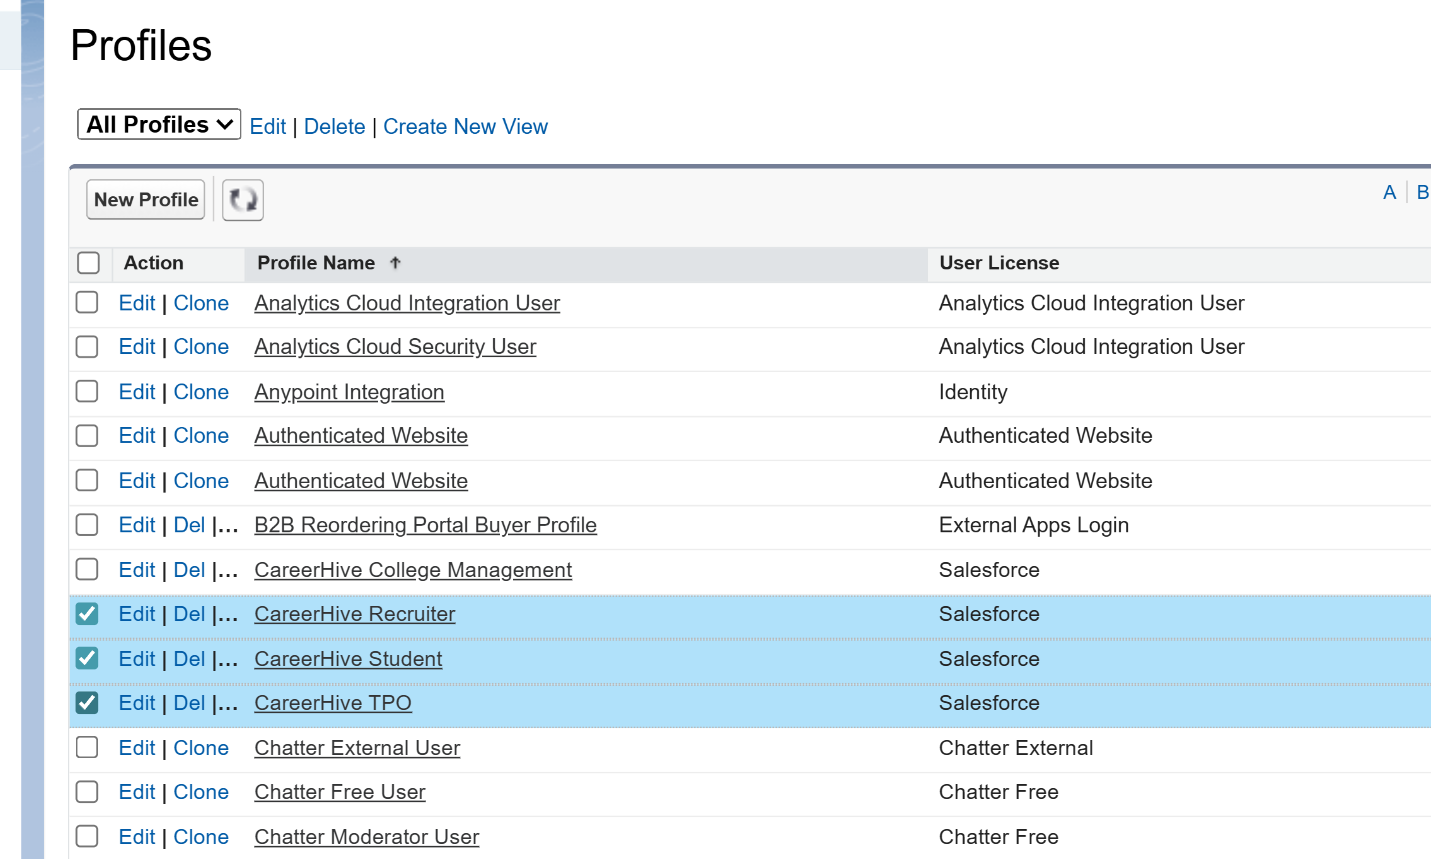 Profiles
All Profiles Edit | Delete | Create New View
New Profile A | B
Action Profile Name ↑ User License
Edit | Clone Analytics Cloud Integration User Analytics Cloud Integration User
Edit | Clone Analytics Cloud Security User Analytics Cloud Integration User
Edit | Clone Anypoint Integration Identity
Edit | Clone Authenticated Website Authenticated Website
Edit | Clone Authenticated Website Authenticated Website
Edit | Del |... B2B Reordering Portal Buyer Profile External Apps Login
Edit | Del |... CareerHive College Management Salesforce
Edit | Del |... CareerHive Recruiter Salesforce
Edit | Del |... CareerHive Student Salesforce
Edit | Del |... CareerHive TPO Salesforce
Edit | Clone Chatter External User Chatter External
Edit | Clone Chatter Free User Chatter Free
Edit | Clone Chatter Moderator User Chatter Free